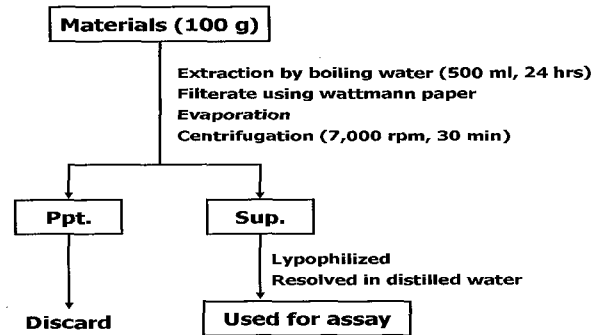 Materials (100 g)
Extraction by boiling water (500 ml, 24 hrs)
Filterate using wattmann paper
Evaporation
Centrifugation (7,000 rpm, 30 min)
Ppt.
Sup.
Lypophilized
Resolved in distilled water
Discard
Used for assay